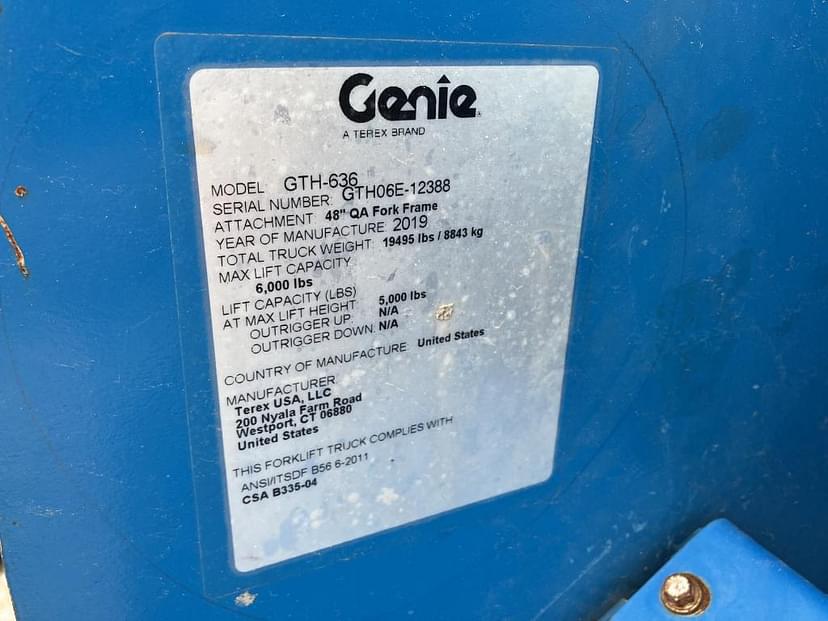 Genie
A TEREX BRAND
MODEL: GTH-636
SERIAL NUMBER: GTH06E-12388
ATTACHMENT: 48" QA Fork Frame
YEAR OF MANUFACTURE: 2019
TOTAL TRUCK WEIGHT: 19495 lbs / 8843 kg
MAX LIFT CAPACITY:
6,000 lbs
LIFT CAPACITY (LBS)
AT MAX LIFT HEIGHT: 5,000 lbs
OUTRIGGER UP: N/A
OUTRIGGER DOWN: N/A
COUNTRY OF MANUFACTURE: United States
MANUFACTURER:
Terex USA, LLC
200 Nyala Farm Road
Westport, CT 06880
United States
THIS FORKLIFT TRUCK COMPLIES WITH:
ANSI/ITSDF B56.6-2011
CSA B335-04